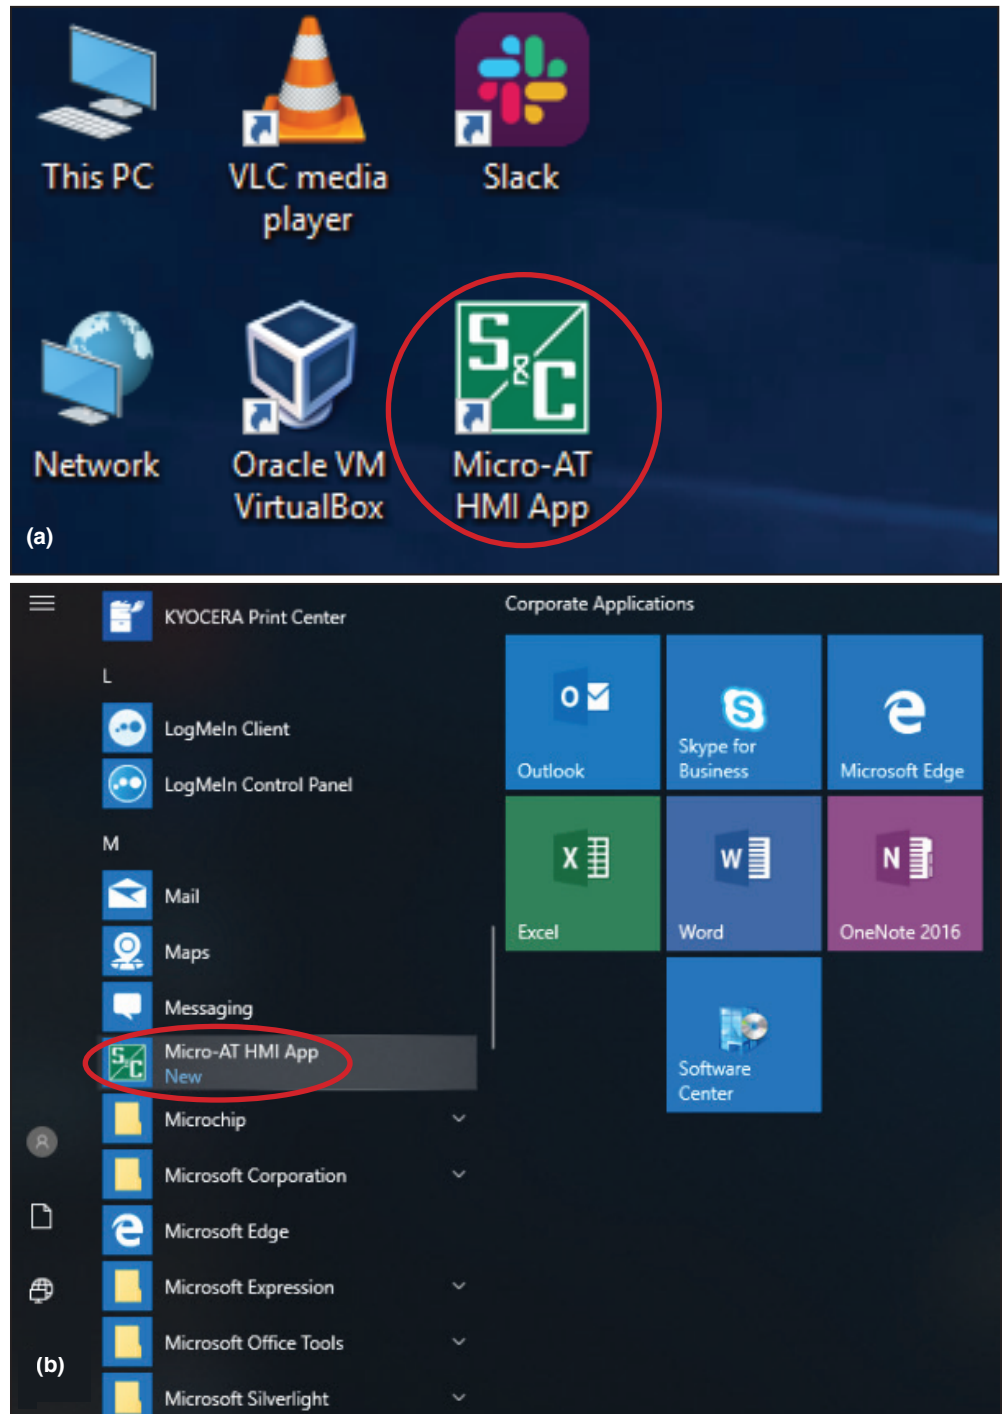 This PC
VLC media
player
Slack
S&C
Network
Oracle VM
VirtualBox
Micro-AT
HMI App
(a)
KYOCERA Print Center
Corporate Applications
L
LogMeIn Client
LogMeIn Control Panel
M
Mail
Maps
Messaging
S&C
Micro-AT HMI App
New
Microchip
Microsoft Corporation
Microsoft Edge
Microsoft Expression
Microsoft Office Tools
Microsoft Silverlight
O
Outlook
S
Skype for
Business
Microsoft Edge
X
Excel
W
Word
N
OneNote 2016
Software
Center
(b)